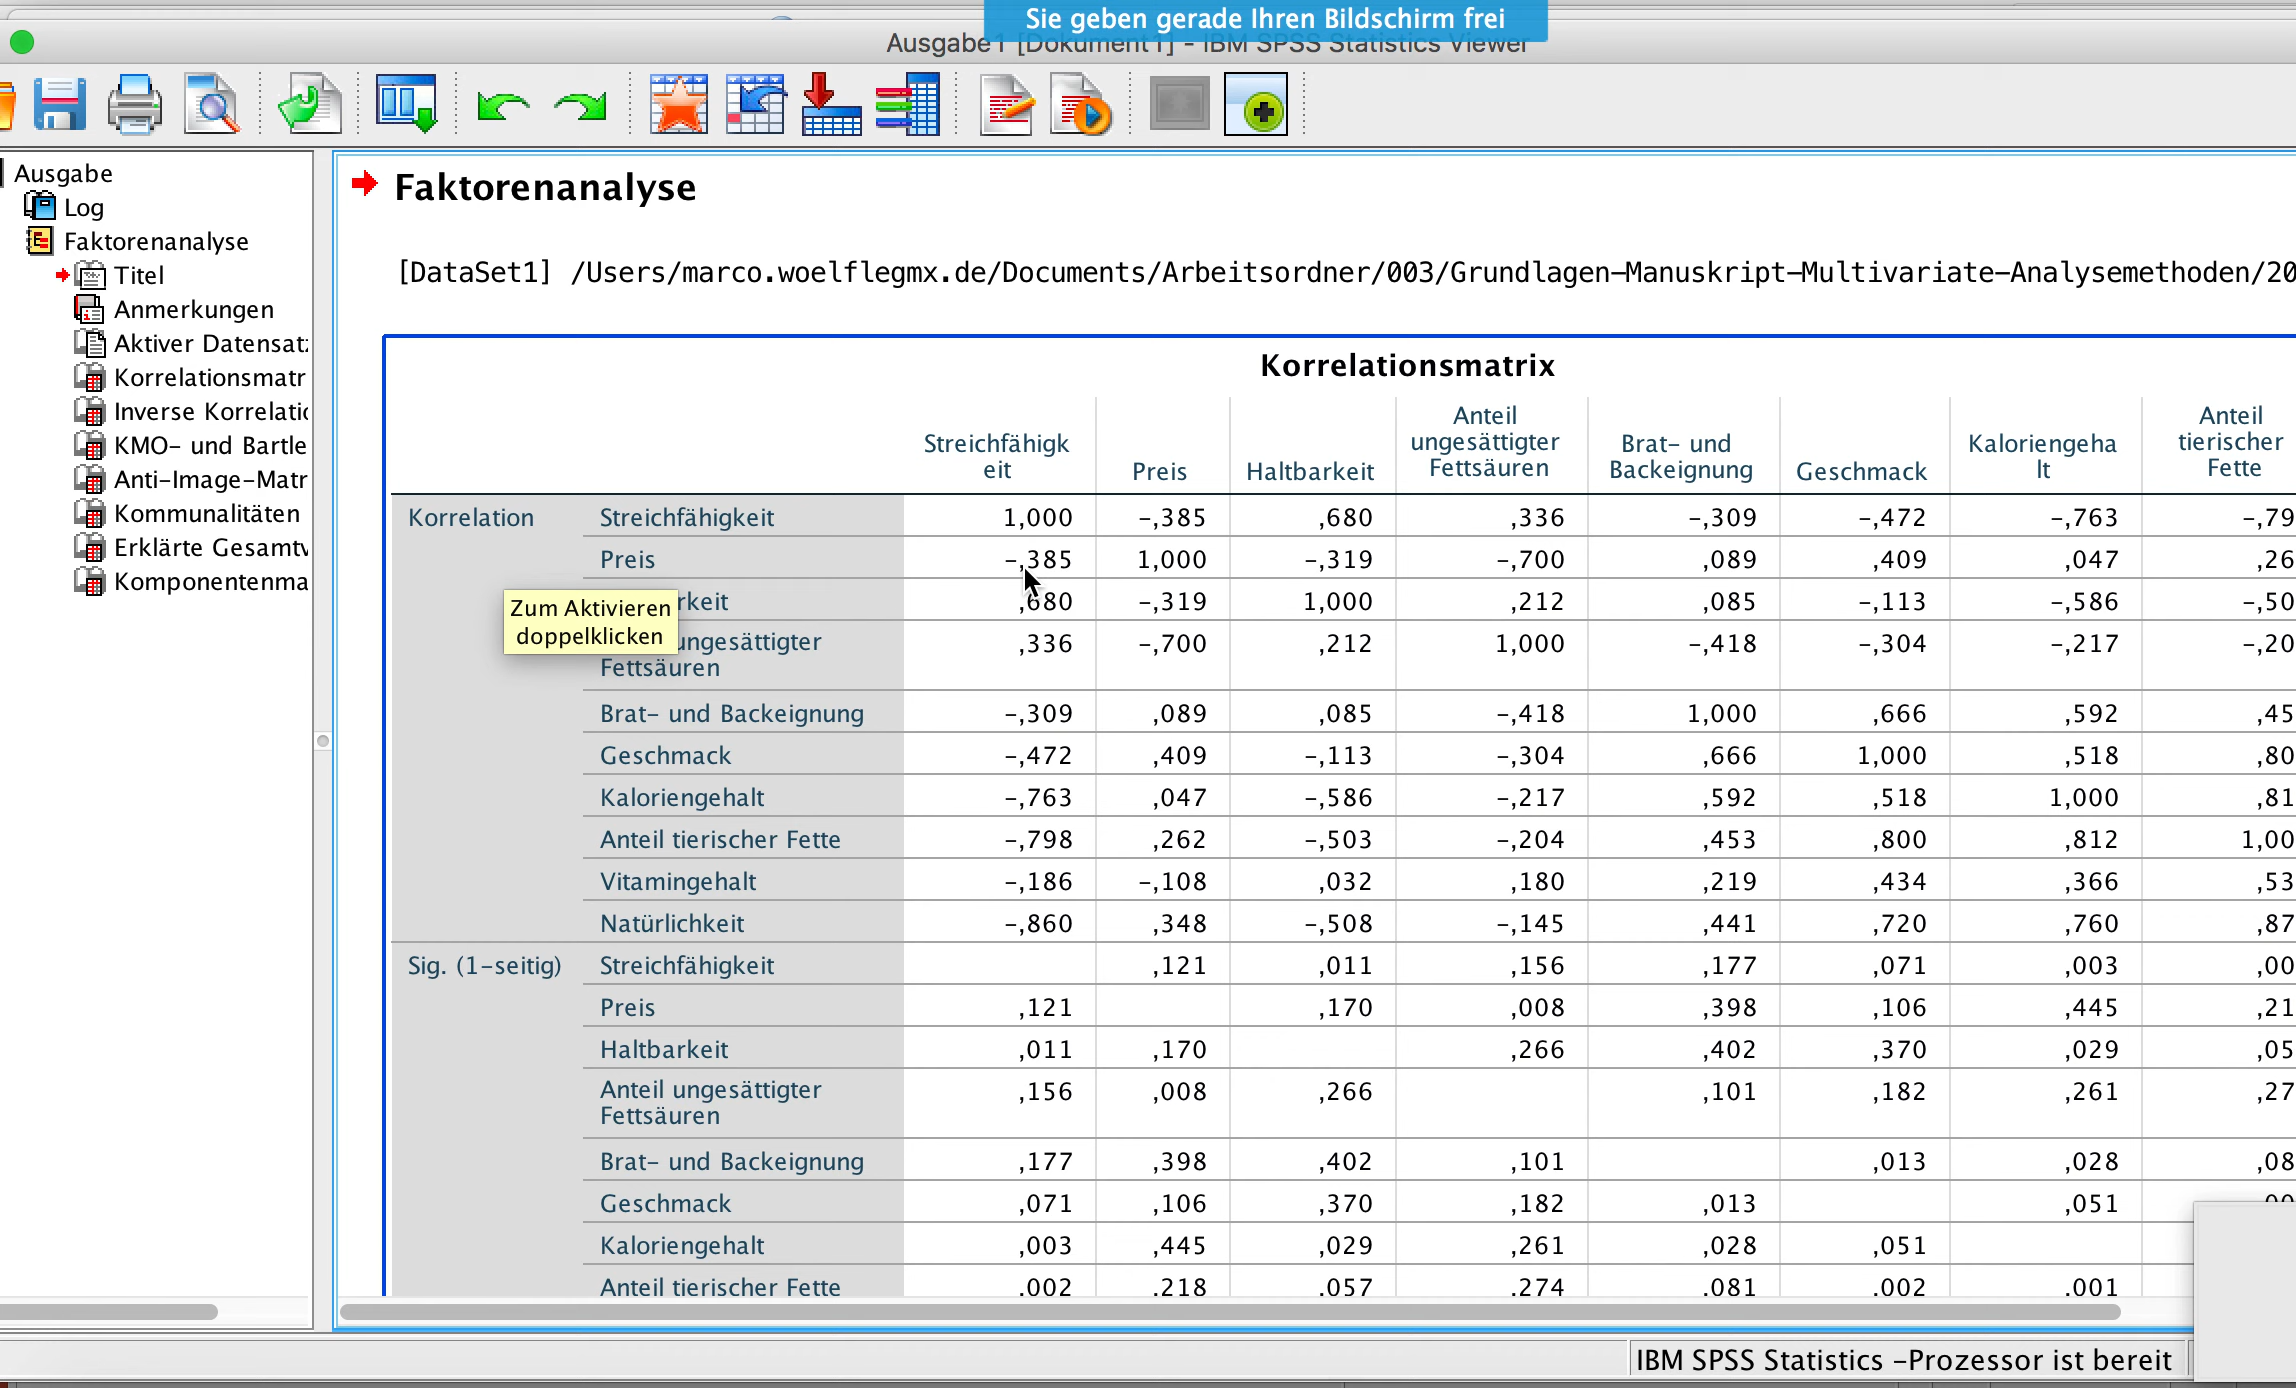 Sie geben gerade Ihren Bildschirm frei
Ausgabe1 [Dokument1] - IBM SPSS Statistics Viewer
Ausgabe
Log
Faktorenanalyse
Titel
Anmerkungen
Aktiver Datensatz
Korrelationsmatr
Inverse Korrelatio
KMO- und Bartle
Anti-Image-Matr
Kommunalitäten
Erklärte Gesamtv
Komponentenma
Faktorenanalyse
[DataSet1] /Users/marco.woelflegmx.de/Documents/Arbeitsordner/003/Grundlagen-Manuskript-Multivariate-Analysemethoden/20
Korrelationsmatrix
Streichfähigkeit Preis Haltbarkeit Anteil ungesättigter Fettsäuren Brat- und Backeignung Geschmack Kaloriengehalt Anteil tierischer Fette
Korrelation Streichfähigkeit 1,000 -,385 ,680 ,336 -,309 -,472 -,763 -,79
Preis -,385 1,000 -,319 -,700 ,089 ,409 ,047 ,26
rkeit ,680 -,319 1,000 ,212 ,085 -,113 -,586 -,50
ungesättigter Fettsäuren ,336 -,700 ,212 1,000 -,418 -,304 -,217 -,20
Brat- und Backeignung -,309 ,089 ,085 -,418 1,000 ,666 ,592 ,45
Geschmack -,472 ,409 -,113 -,304 ,666 1,000 ,518 ,80
Kaloriengehalt -,763 ,047 -,586 -,217 ,592 ,518 1,000 ,81
Anteil tierischer Fette -,798 ,262 -,503 -,204 ,453 ,800 ,812 1,00
Vitamingehalt -,186 -,108 ,032 ,180 ,219 ,434 ,366 ,53
Natürlichkeit -,860 ,348 -,508 -,145 ,441 ,720 ,760 ,87
Sig. (1-seitig) Streichfähigkeit ,121 ,011 ,156 ,177 ,071 ,003 ,00
Preis ,121 ,170 ,008 ,398 ,106 ,445 ,21
Haltbarkeit ,011 ,170 ,266 ,402 ,370 ,029 ,05
Anteil ungesättigter Fettsäuren ,156 ,008 ,266 ,101 ,182 ,261 ,27
Brat- und Backeignung ,177 ,398 ,402 ,101 ,013 ,028 ,08
Geschmack ,071 ,106 ,370 ,182 ,013 ,051
Kaloriengehalt ,003 ,445 ,029 ,261 ,028 ,051
Anteil tierischer Fette ,002 ,218 ,057 ,274 ,081 ,002 ,001
Zum Aktivieren
doppelklicken
IBM SPSS Statistics -Prozessor ist bereit